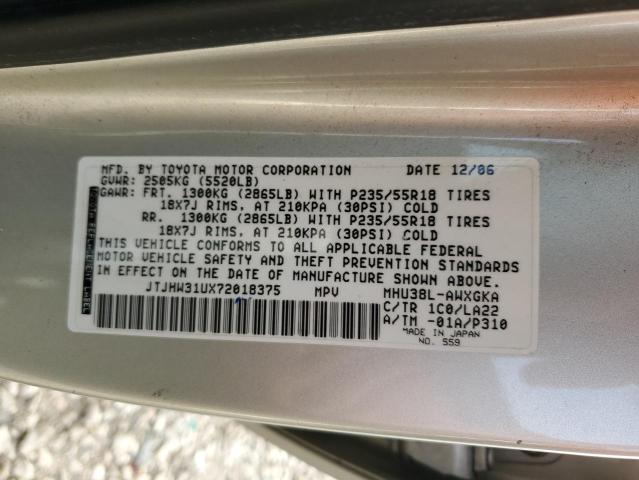 MFD. BY TOYOTA MOTOR CORPORATION DATE 12/06
GVWR: 2505KG (5520LB)
GAWR: FRT. 1300KG (2865LB) WITH P235/55R18 TIRES
18X7J RIMS, AT 210KPA (30PSI) COLD
RR. 1300KG (2865LB) WITH P235/55R18 TIRES
18X7J RIMS, AT 210KPA (30PSI) COLD
THIS VEHICLE CONFORMS TO ALL APPLICABLE FEDERAL
MOTOR VEHICLE SAFETY AND THEFT PREVENTION STANDARDS
IN EFFECT ON THE DATE OF MANUFACTURE SHOWN ABOVE.
JTJHW31UX72018375 MPV MHU38L-AWXGKA
C/TR 1C0/LA22
A/TM -01A/P310
MADE IN JAPAN
NO. 559
TOYOTA REPLACEMENT
LABEL